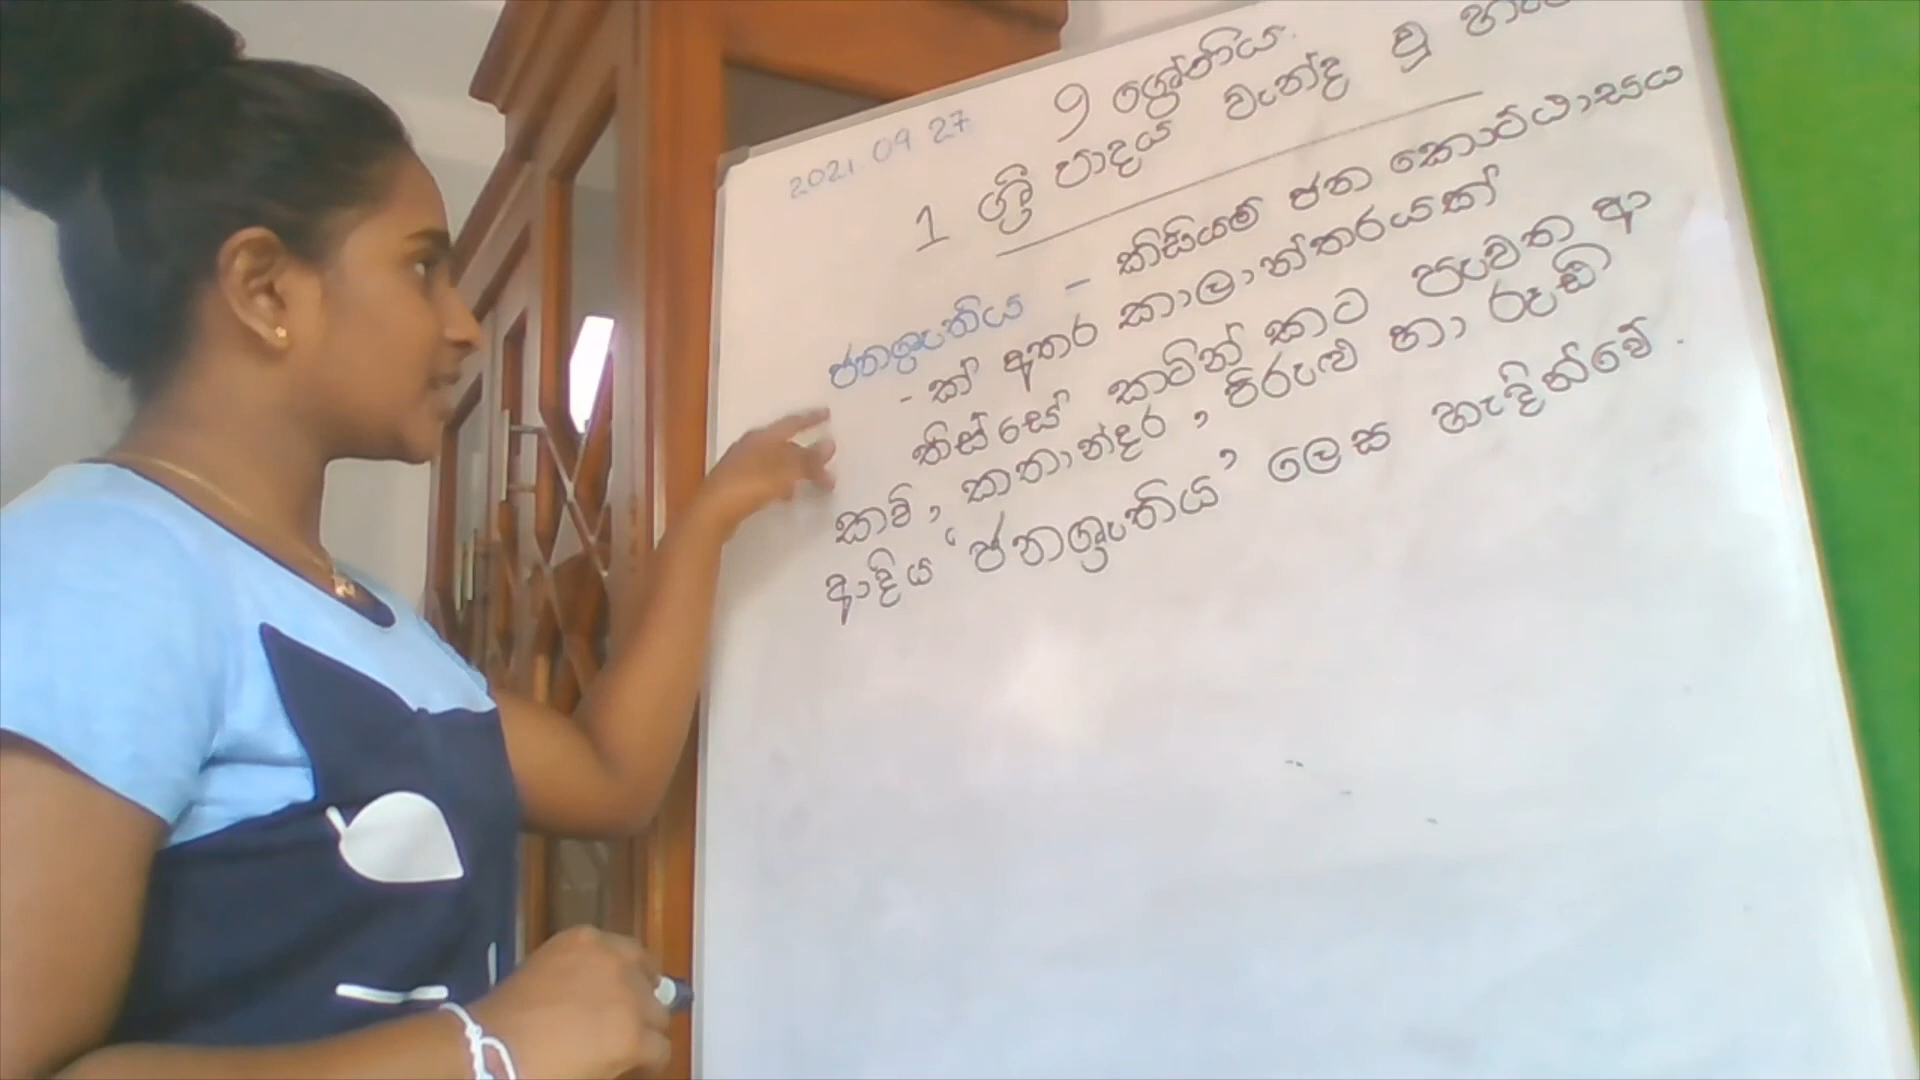 2021.09.27
9 ශ්‍රේණිය.
1 ශ්‍රී පාදය වැන්ද වූ
ජනශ්‍රැතිය - කිසියම් ජන කොට්ඨාසය
-ක් අතර කාලාන්තරයක්
තිස්සේ කටින් කට පැවත ආ
කවි, කතාන්දර, පිරුළු හා රූඩි
ආදිය ‘ජනශ්‍රැතිය’ ලෙස හැදින්වේ.